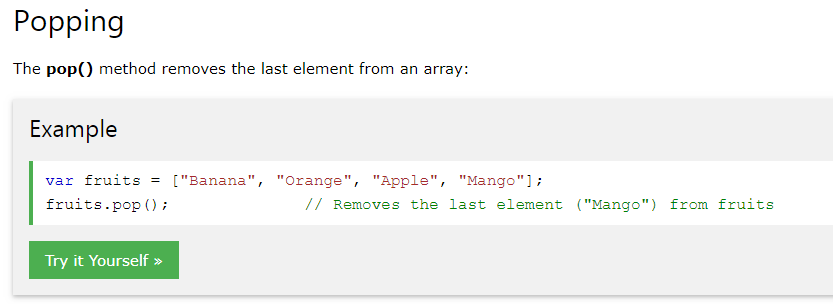 Popping
The pop() method removes the last element from an array:
Example
var fruits = ["Banana", "Orange", "Apple", "Mango"];
fruits.pop();              // Removes the last element ("Mango") from fruits
Try it Yourself »